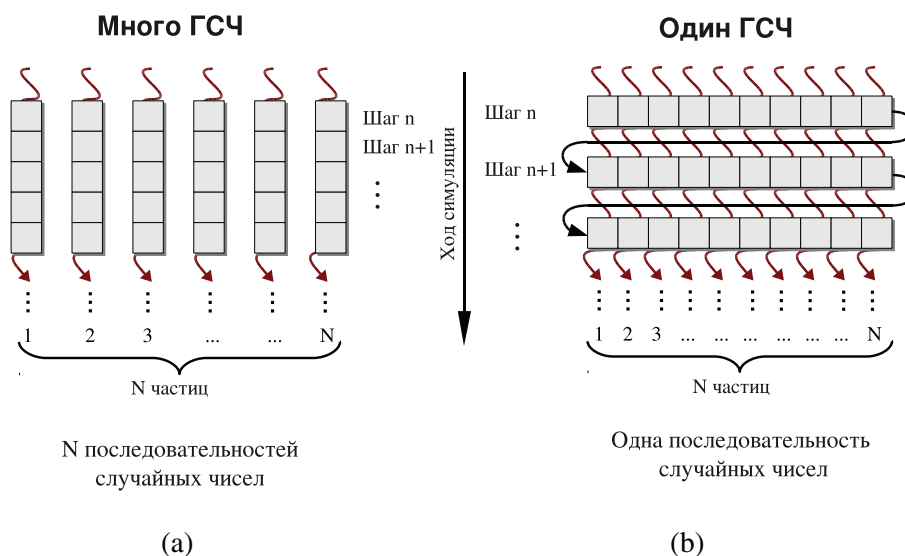 Много ГСЧ
Шаг n
Шаг n+1
1 2 3 ... ... N
N частиц
N последовательностей
случайных чисел
(a)
Ход симуляции
Один ГСЧ
Шаг n
Шаг n+1
1 2 3 ... ... ... ... ... ... N
N частиц
Одна последовательность
случайных чисел
(b)